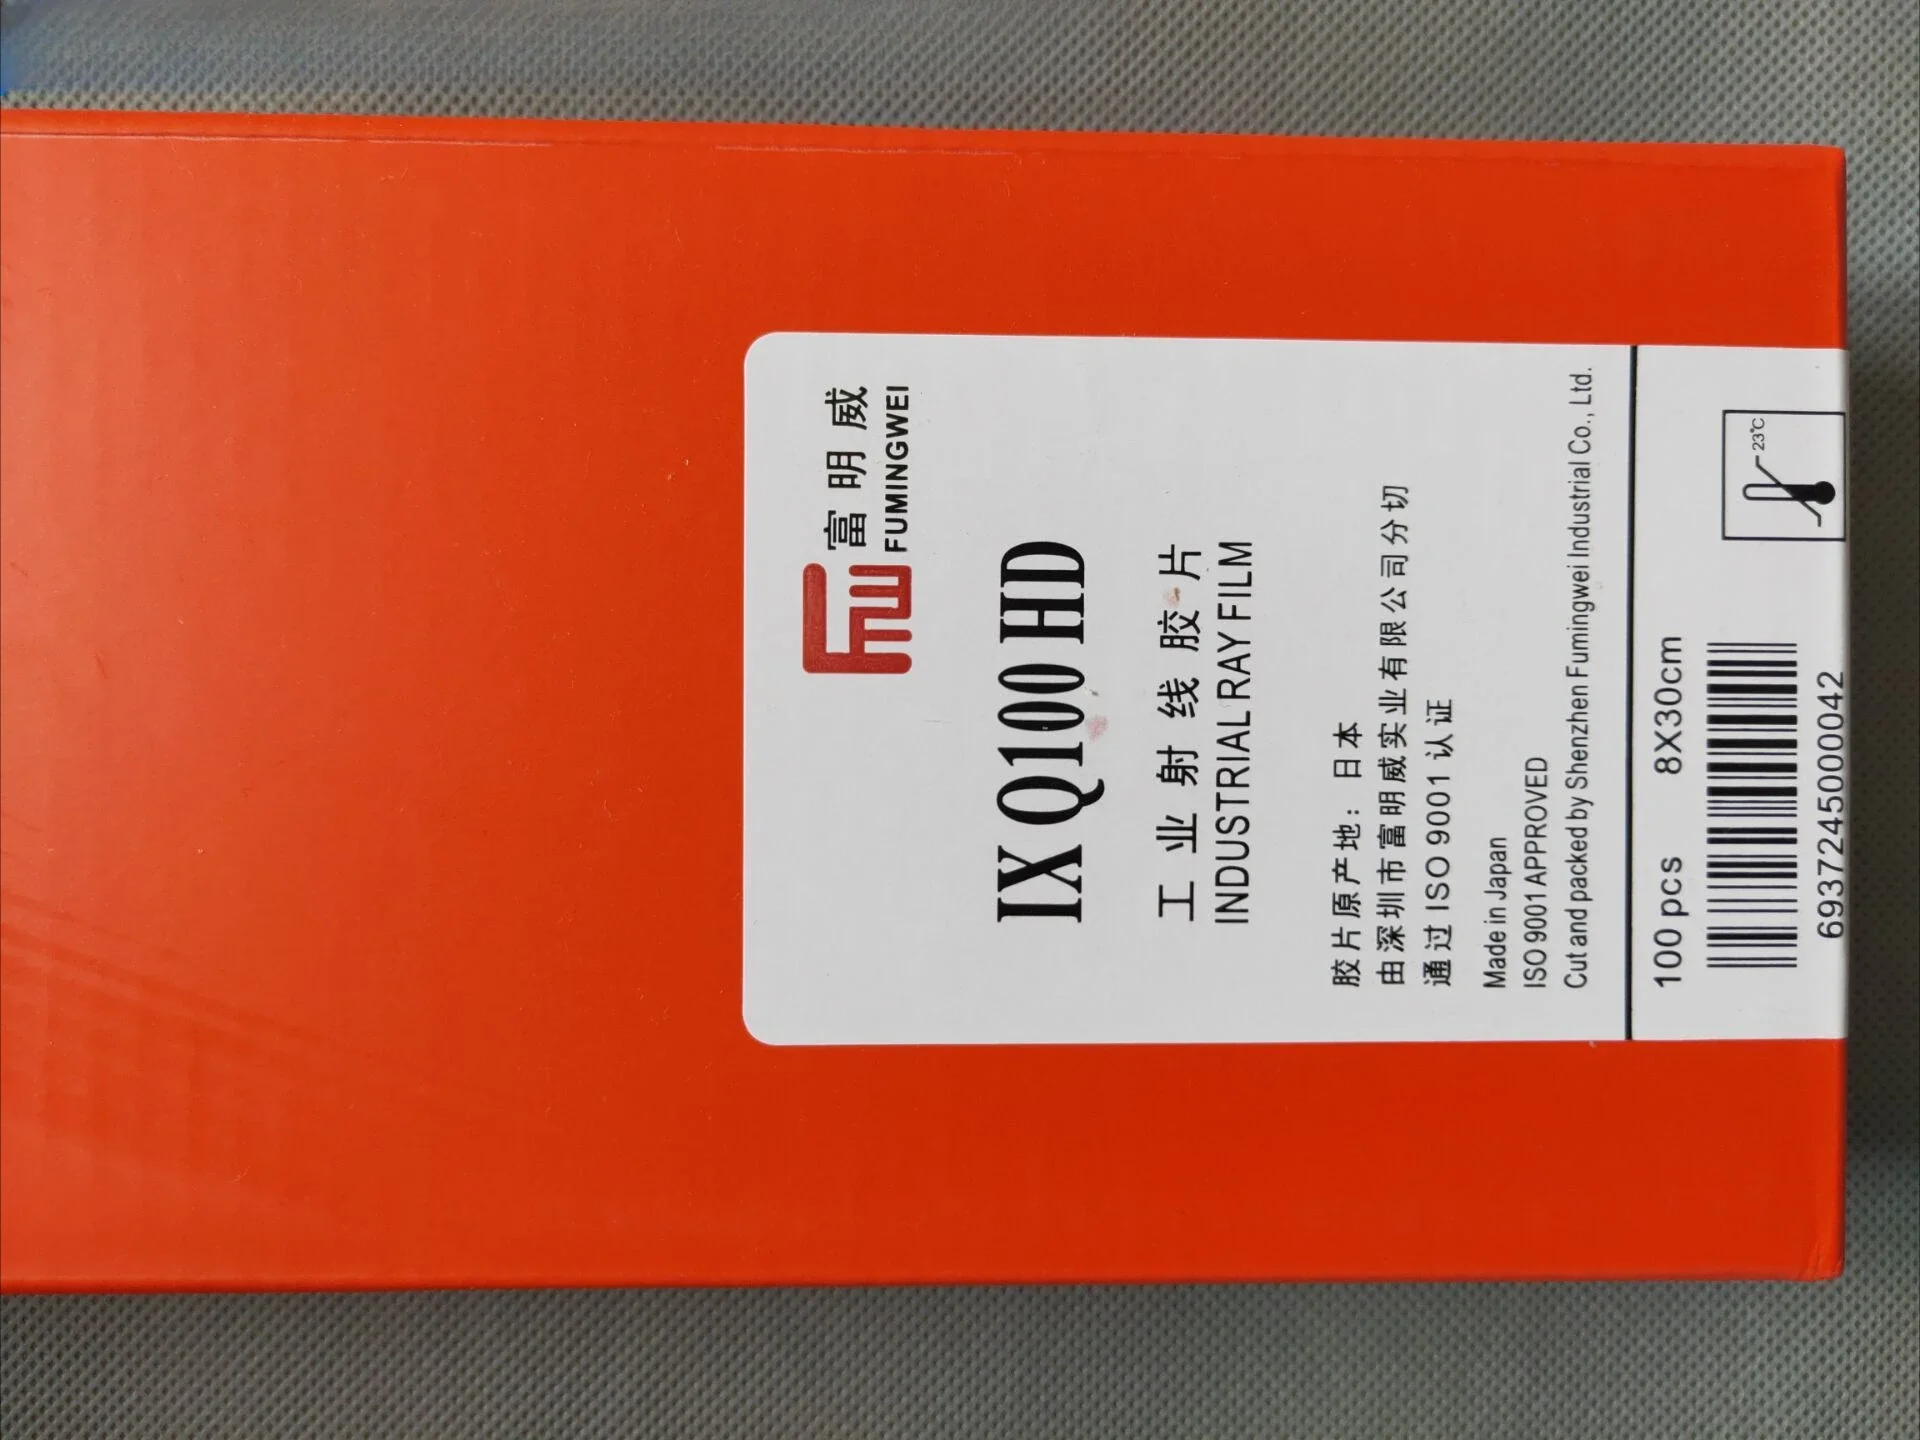 富明威
FUMINGWEI
IX Q100 HD
工业射线胶片
INDUSTRIAL RAY FILM
胶片原产地：日本
由深圳市富明威实业有限公司分切
通过 ISO 9001 认证
Made in Japan
ISO 9001 APPROVED
Cut and packed by Shenzhen Fumingwei Industrial Co., Ltd.
100 pcs 8X30cm
23℃
6937245000042